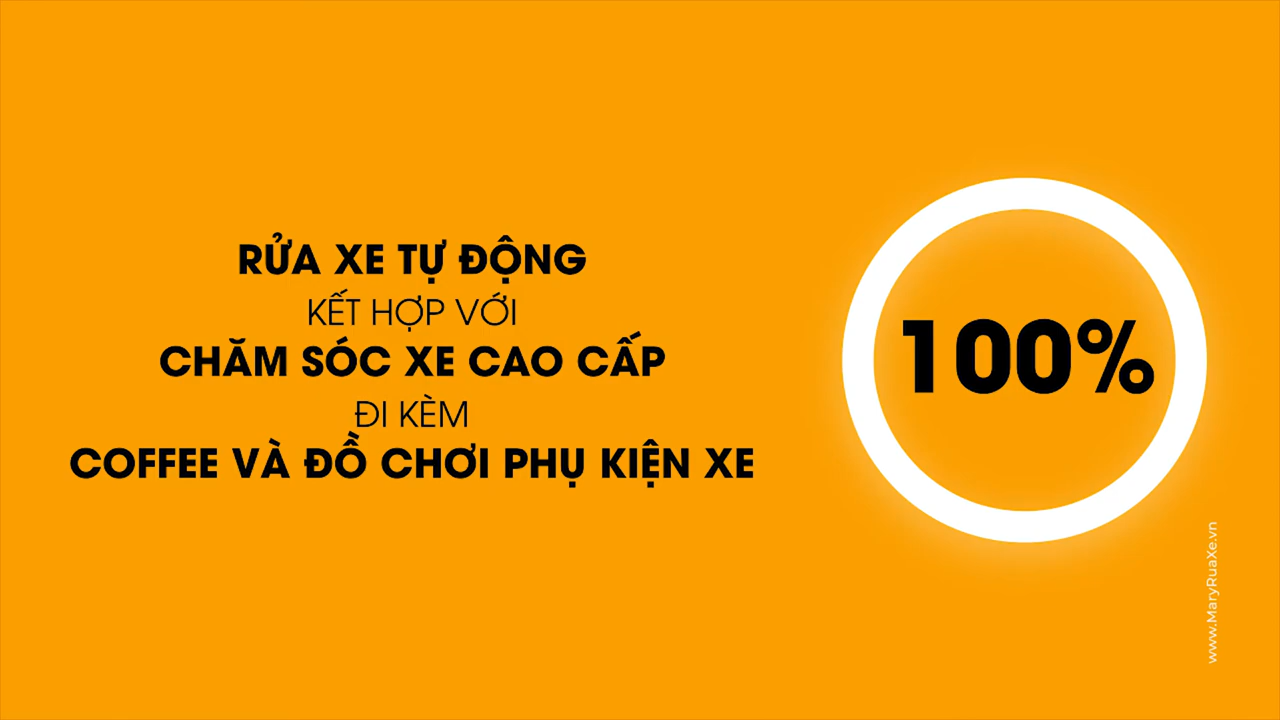 RỬA XE TỰ ĐỘNG
KẾT HỢP VỚI
CHĂM SÓC XE CAO CẤP
ĐI KÈM
COFFEE VÀ ĐỒ CHƠI PHỤ KIỆN XE
100%
www.MaryRuaXe.vn